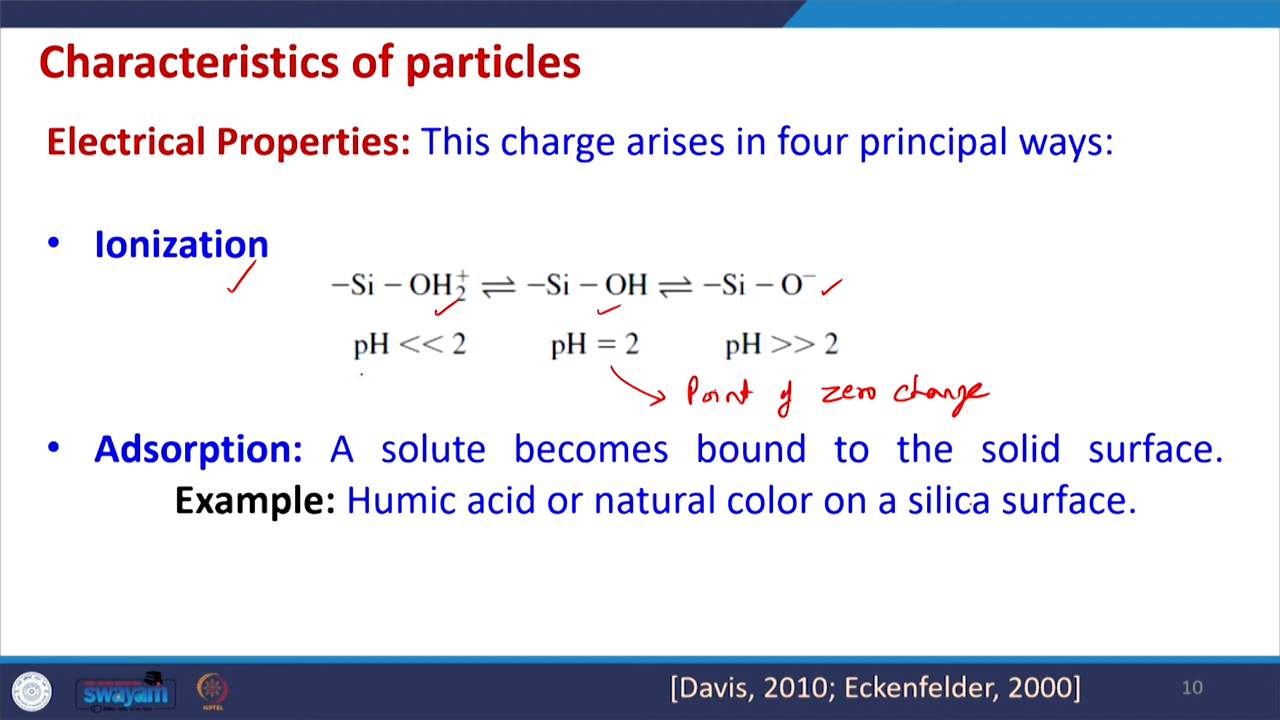 Characteristics of particles
Electrical Properties: This charge arises in four principal ways:
• Ionization
–Si – OH₂⁺ ⇌ –Si – OH ⇌ –Si – O⁻
pH << 2 pH = 2 pH >> 2
Point of zero charge
• Adsorption: A solute becomes bound to the solid surface.
Example: Humic acid or natural color on a silica surface.
swayam NPTEL [Davis, 2010; Eckenfelder, 2000] 10